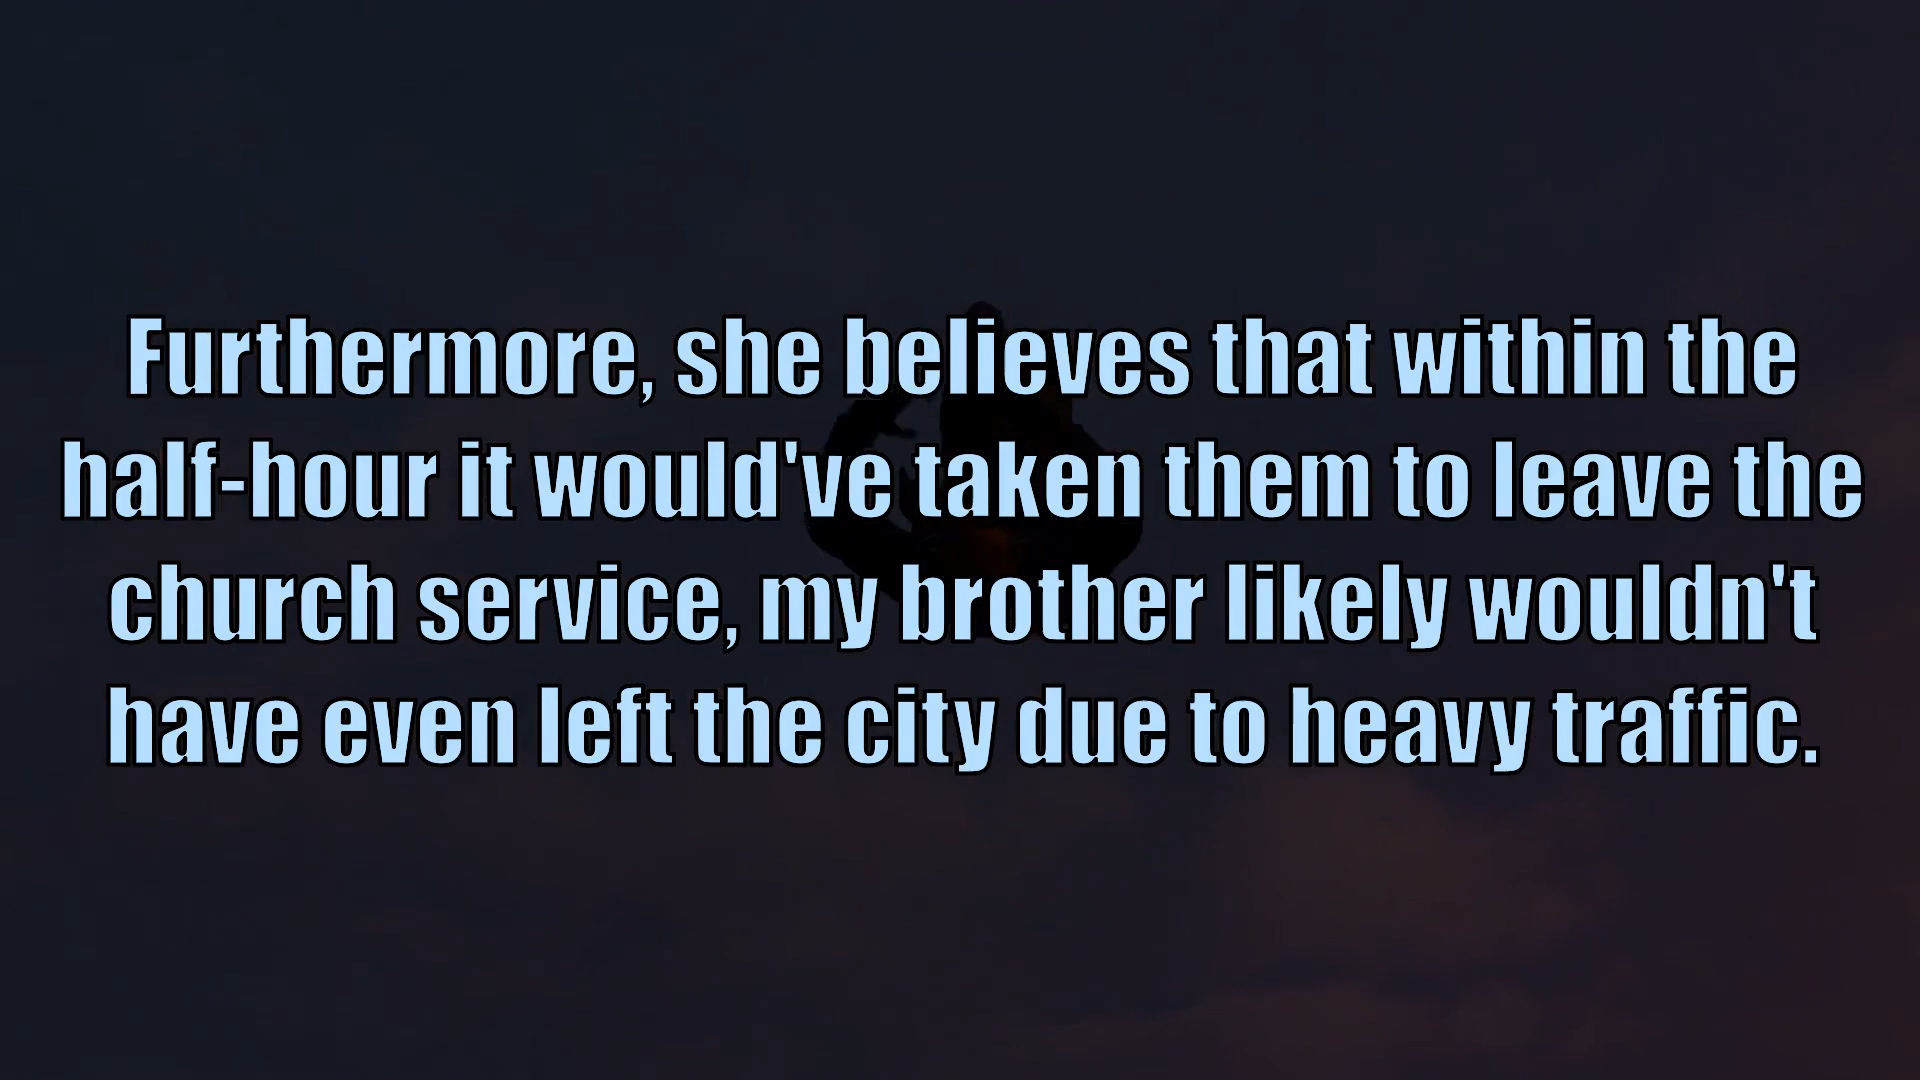 Furthermore, she believes that within the
half-hour it would've taken them to leave the
church service, my brother likely wouldn't
have even left the city due to heavy traffic.